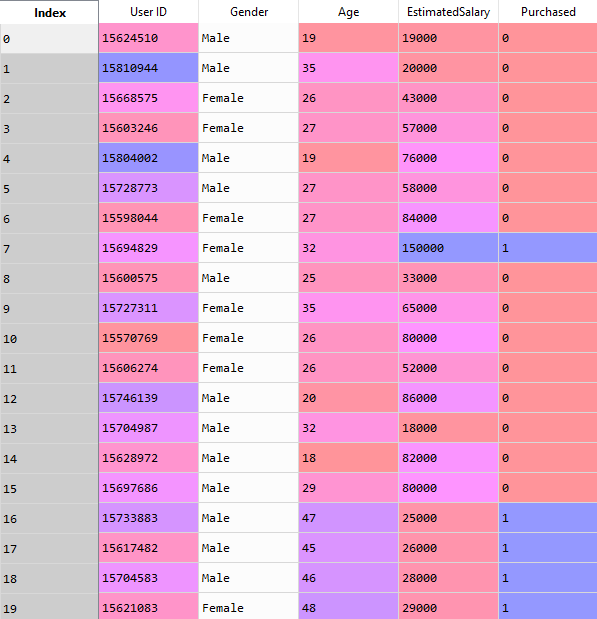 Index User ID Gender Age EstimatedSalary Purchased
0 15624510 Male 19 19000 0
1 15810944 Male 35 20000 0
2 15668575 Female 26 43000 0
3 15603246 Female 27 57000 0
4 15804002 Male 19 76000 0
5 15728773 Male 27 58000 0
6 15598044 Female 27 84000 0
7 15694829 Female 32 150000 1
8 15600575 Male 25 33000 0
9 15727311 Female 35 65000 0
10 15570769 Female 26 80000 0
11 15606274 Female 26 52000 0
12 15746139 Male 20 86000 0
13 15704987 Male 32 18000 0
14 15628972 Male 18 82000 0
15 15697686 Male 29 80000 0
16 15733883 Male 47 25000 1
17 15617482 Male 45 26000 1
18 15704583 Male 46 28000 1
19 15621083 Female 48 29000 1